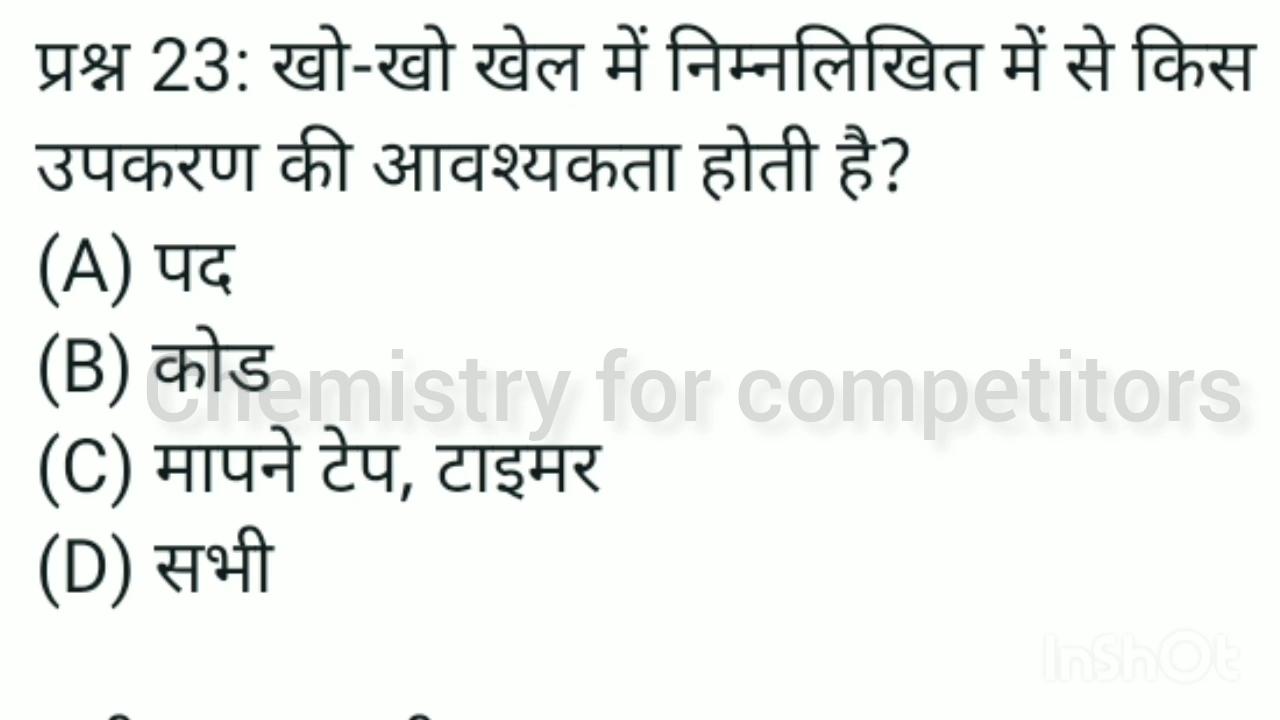 प्रश्न 23: खो-खो खेल में निम्नलिखित में से किस
उपकरण की आवश्यकता होती है?
(A) पद
(B) कोड
Chemistry for competitors
(C) मापने टेप, टाइमर
(D) सभी
InShOt